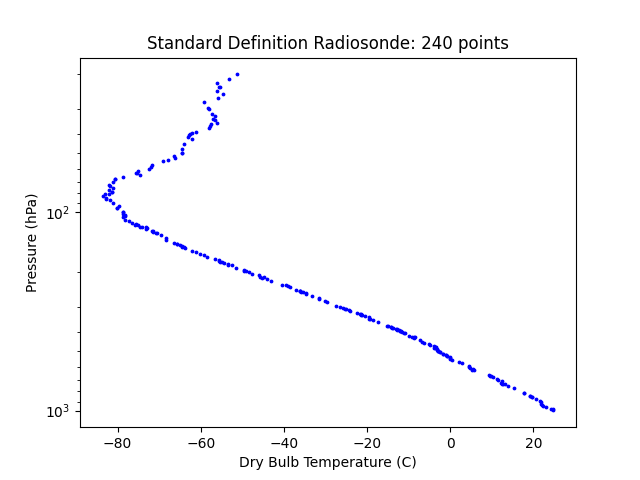 Standard Definition Radiosonde: 240 points
Pressure (hPa)
10²
10³
−80 −60 −40 −20 0 20
Dry Bulb Temperature (C)